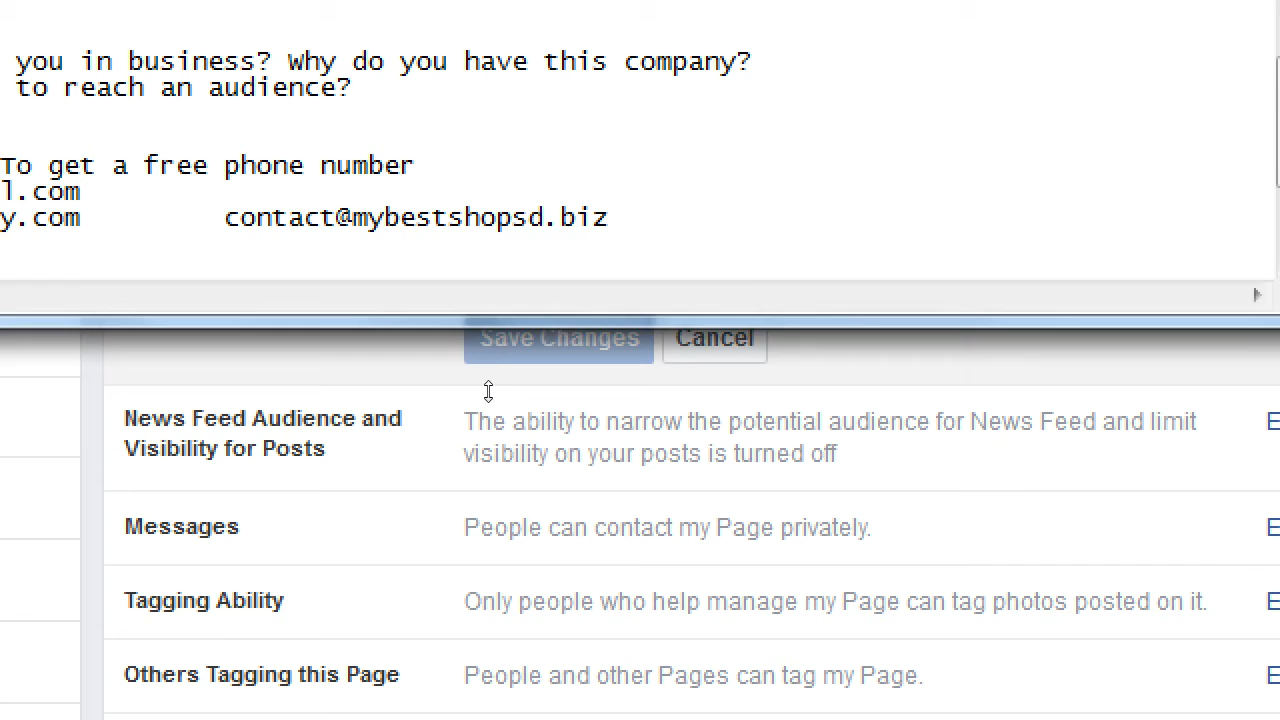 you in business? Why do you have this company?
to reach an audience?
To get a free phone number
l.com
y.com contact@mybestshopsd.biz
Save Changes Cancel
News Feed Audience and
Visibility for Posts
The ability to narrow the potential audience for News Feed and limit
visibility on your posts is turned off
E
Messages People can contact my Page privately. E
Tagging Ability Only people who help manage my Page can tag photos posted on it. E
Others Tagging this Page People and other Pages can tag my Page. E